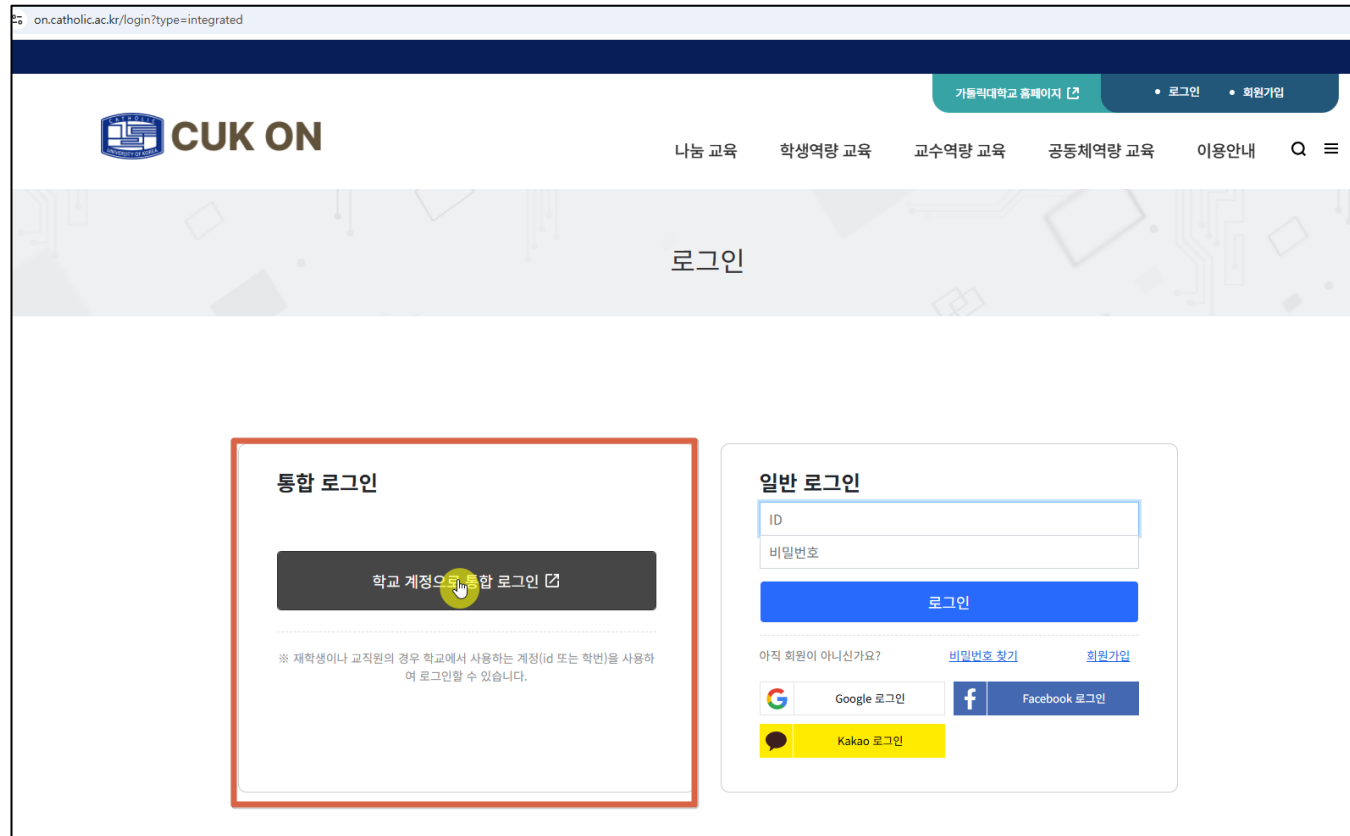 on.catholic.ac.kr/login?type=integrated
가톨릭대학교 홈페이지
• 로그인 • 회원가입
CATHOLIC
UNIVERSITY OF KOREA
CUK ON
나눔 교육 학생역량 교육 교수역량 교육 공동체역량 교육 이용안내
로그인
통합 로그인
학교 계정으로 통합 로그인
※ 재학생이나 교직원의 경우 학교에서 사용하는 계정(id 또는 학번)을 사용하
여 로그인할 수 있습니다.
일반 로그인
ID
비밀번호
로그인
아직 회원이 아니신가요? 비밀번호 찾기 회원가입
Google 로그인 Facebook 로그인
Kakao 로그인